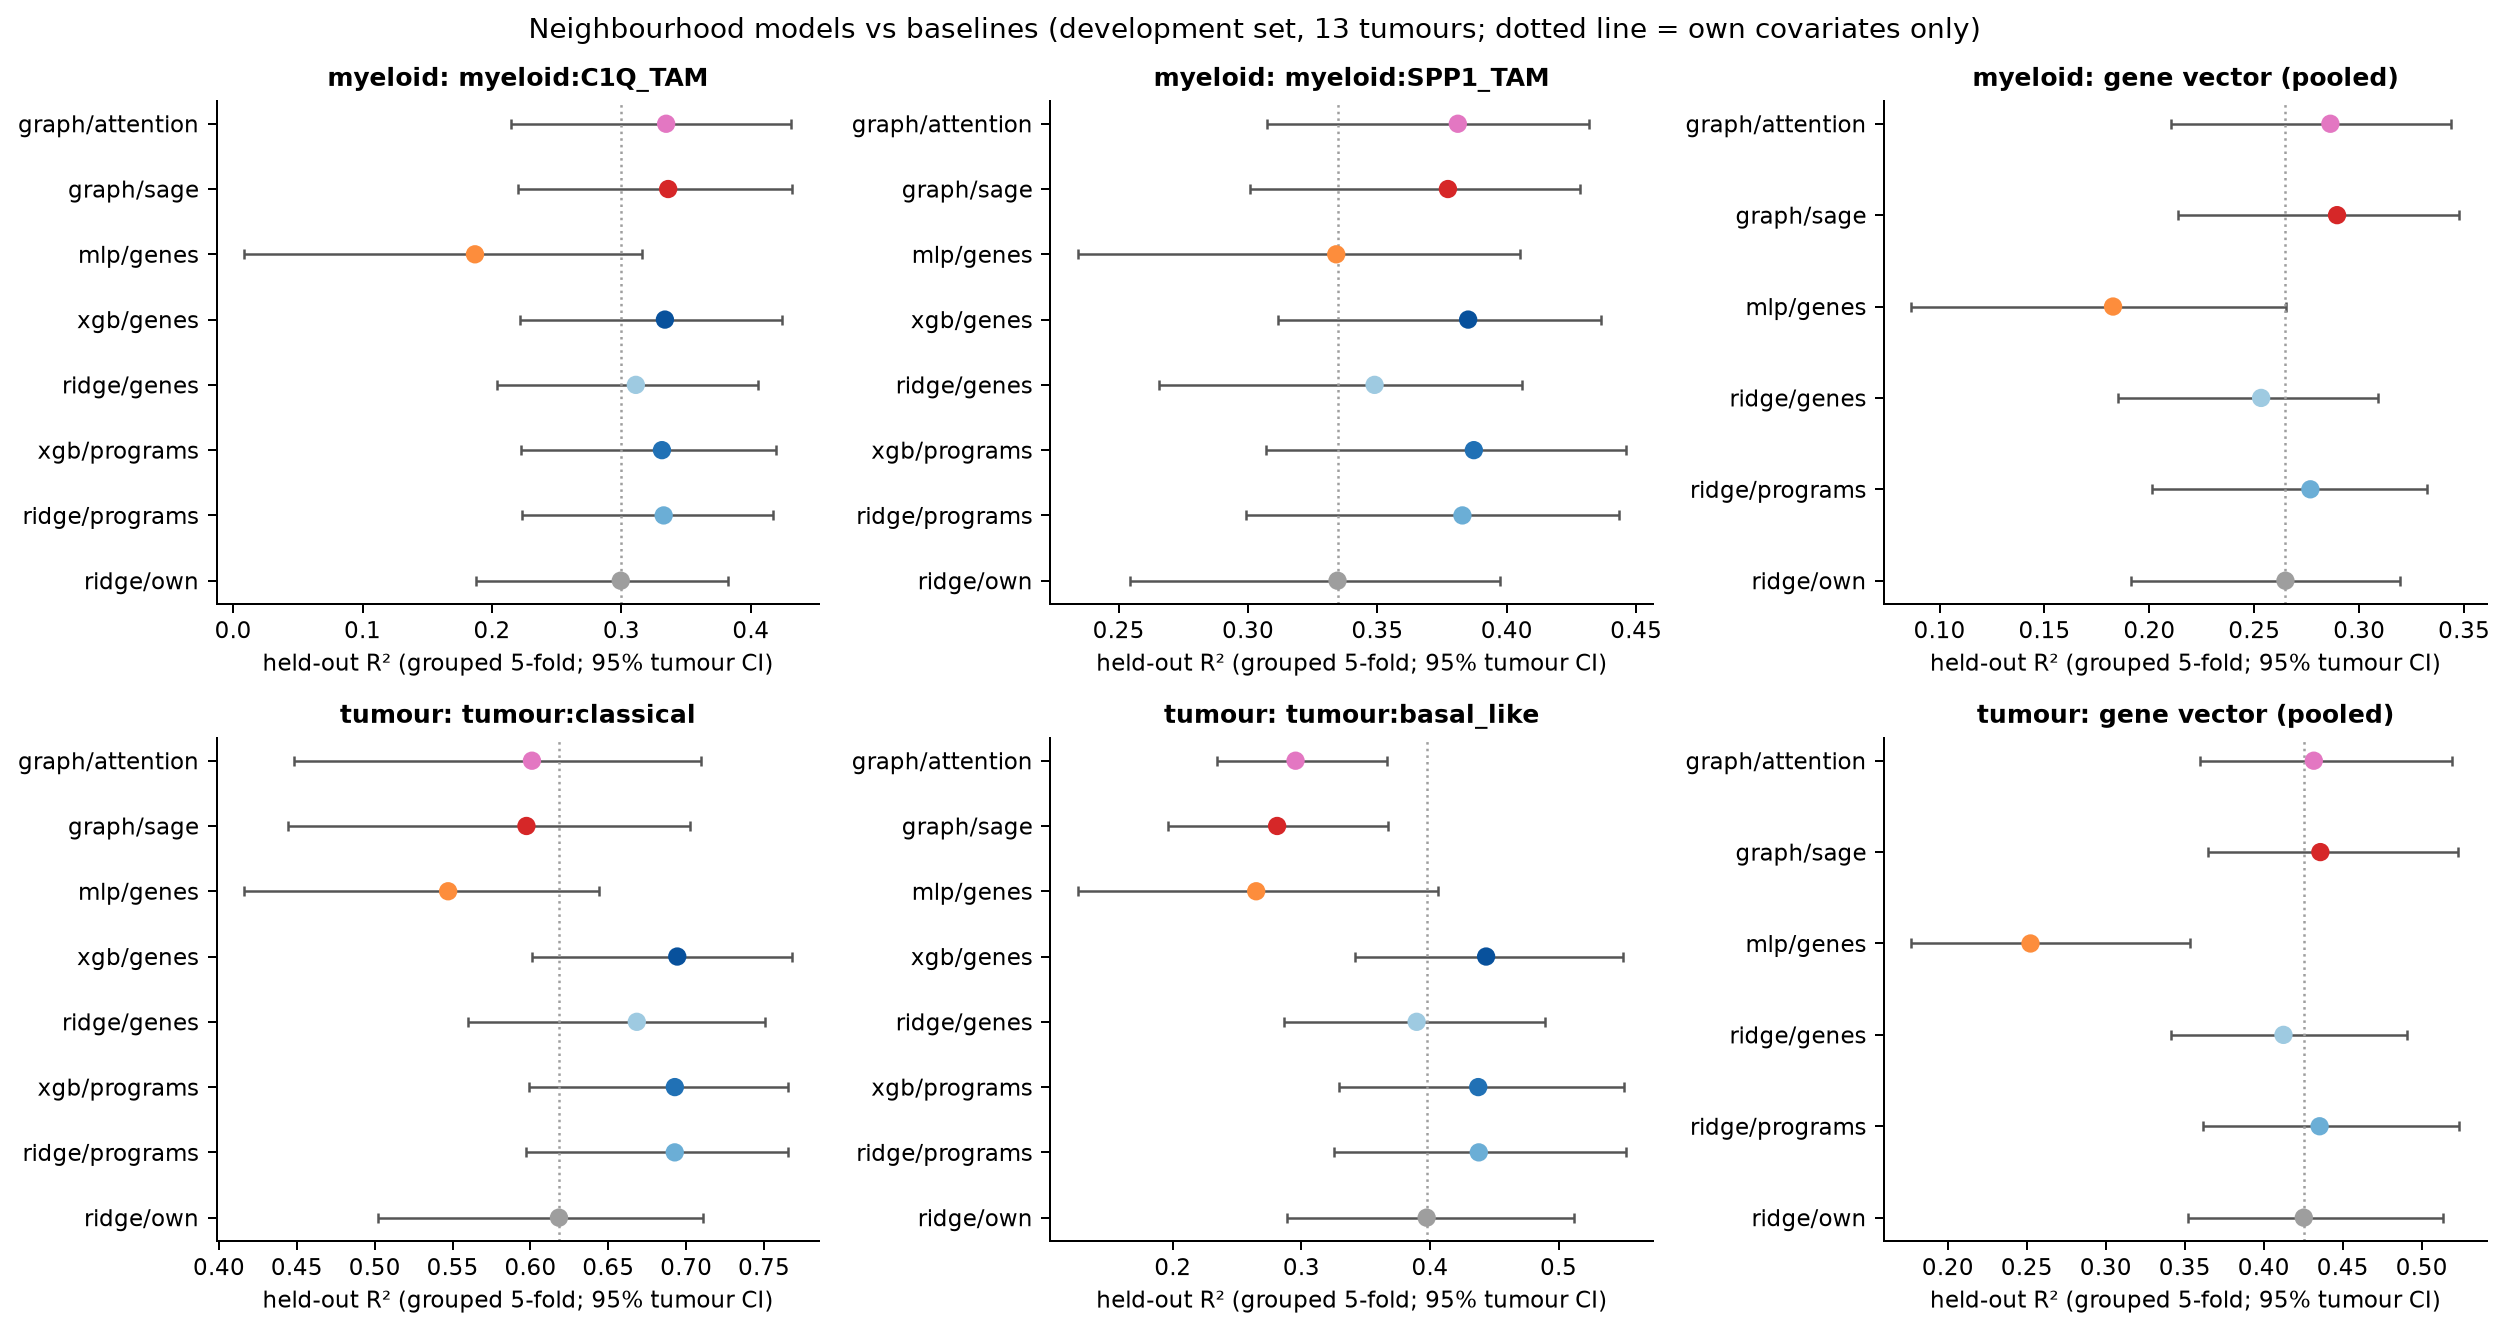 Neighbourhood models vs baselines (development set, 13 tumours; dotted line = own covariates only)
myeloid: myeloid:C1Q_TAM
graph/attention
graph/sage
mlp/genes
xgb/genes
ridge/genes
xgb/programs
ridge/programs
ridge/own
0.0 0.1 0.2 0.3 0.4
held-out R² (grouped 5-fold; 95% tumour CI)
myeloid: myeloid:SPP1_TAM
graph/attention
graph/sage
mlp/genes
xgb/genes
ridge/genes
xgb/programs
ridge/programs
ridge/own
0.25 0.30 0.35 0.40 0.45
held-out R² (grouped 5-fold; 95% tumour CI)
myeloid: gene vector (pooled)
graph/attention
graph/sage
mlp/genes
ridge/genes
ridge/programs
ridge/own
0.10 0.15 0.20 0.25 0.30 0.35
held-out R² (grouped 5-fold; 95% tumour CI)
tumour: tumour:classical
graph/attention
graph/sage
mlp/genes
xgb/genes
ridge/genes
xgb/programs
ridge/programs
ridge/own
0.40 0.45 0.50 0.55 0.60 0.65 0.70 0.75
held-out R² (grouped 5-fold; 95% tumour CI)
tumour: tumour:basal_like
graph/attention
graph/sage
mlp/genes
xgb/genes
ridge/genes
xgb/programs
ridge/programs
ridge/own
0.2 0.3 0.4 0.5
held-out R² (grouped 5-fold; 95% tumour CI)
tumour: gene vector (pooled)
graph/attention
graph/sage
mlp/genes
ridge/genes
ridge/programs
ridge/own
0.20 0.25 0.30 0.35 0.40 0.45 0.50
held-out R² (grouped 5-fold; 95% tumour CI)